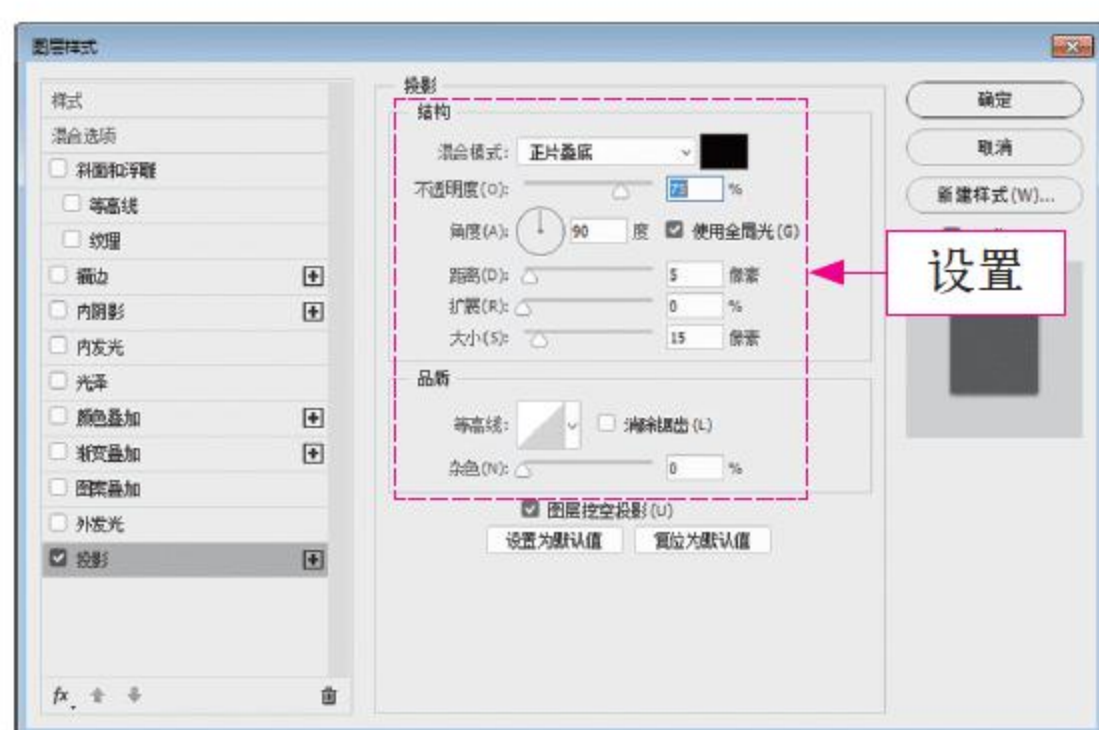 图层样式
样式
混合选项
斜面和浮雕
等高线
纹理
描边
内阴影
内发光
光泽
颜色叠加
渐变叠加
图案叠加
外发光
投影
fx
投影
结构
混合模式: 正片叠底
不透明度(O): 75 %
角度(A): 90 度 使用全局光(G)
距离(D): 5 像素
扩展(R): 0 %
大小(S): 15 像素
品质
等高线: 消除锯齿(L)
杂色(N): 0 %
图层挖空投影(U)
设置为默认值 复位为默认值
确定
取消
新建样式(W)...
设置